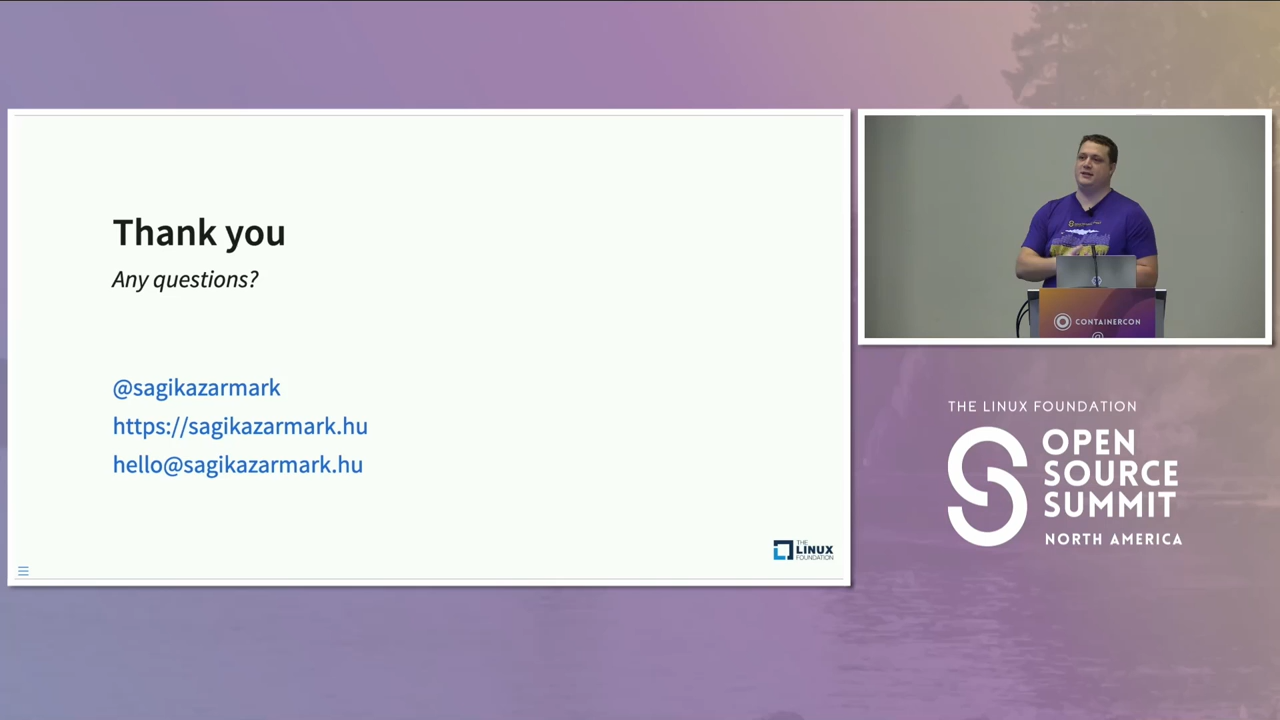 Thank you
Any questions?
@sagikazarmark
https://sagikazarmark.hu
hello@sagikazarmark.hu
THE
LINUX
FOUNDATION
CONTAINERCON
THE LINUX FOUNDATION
OPEN
SOURCE
SUMMIT
NORTH AMERICA